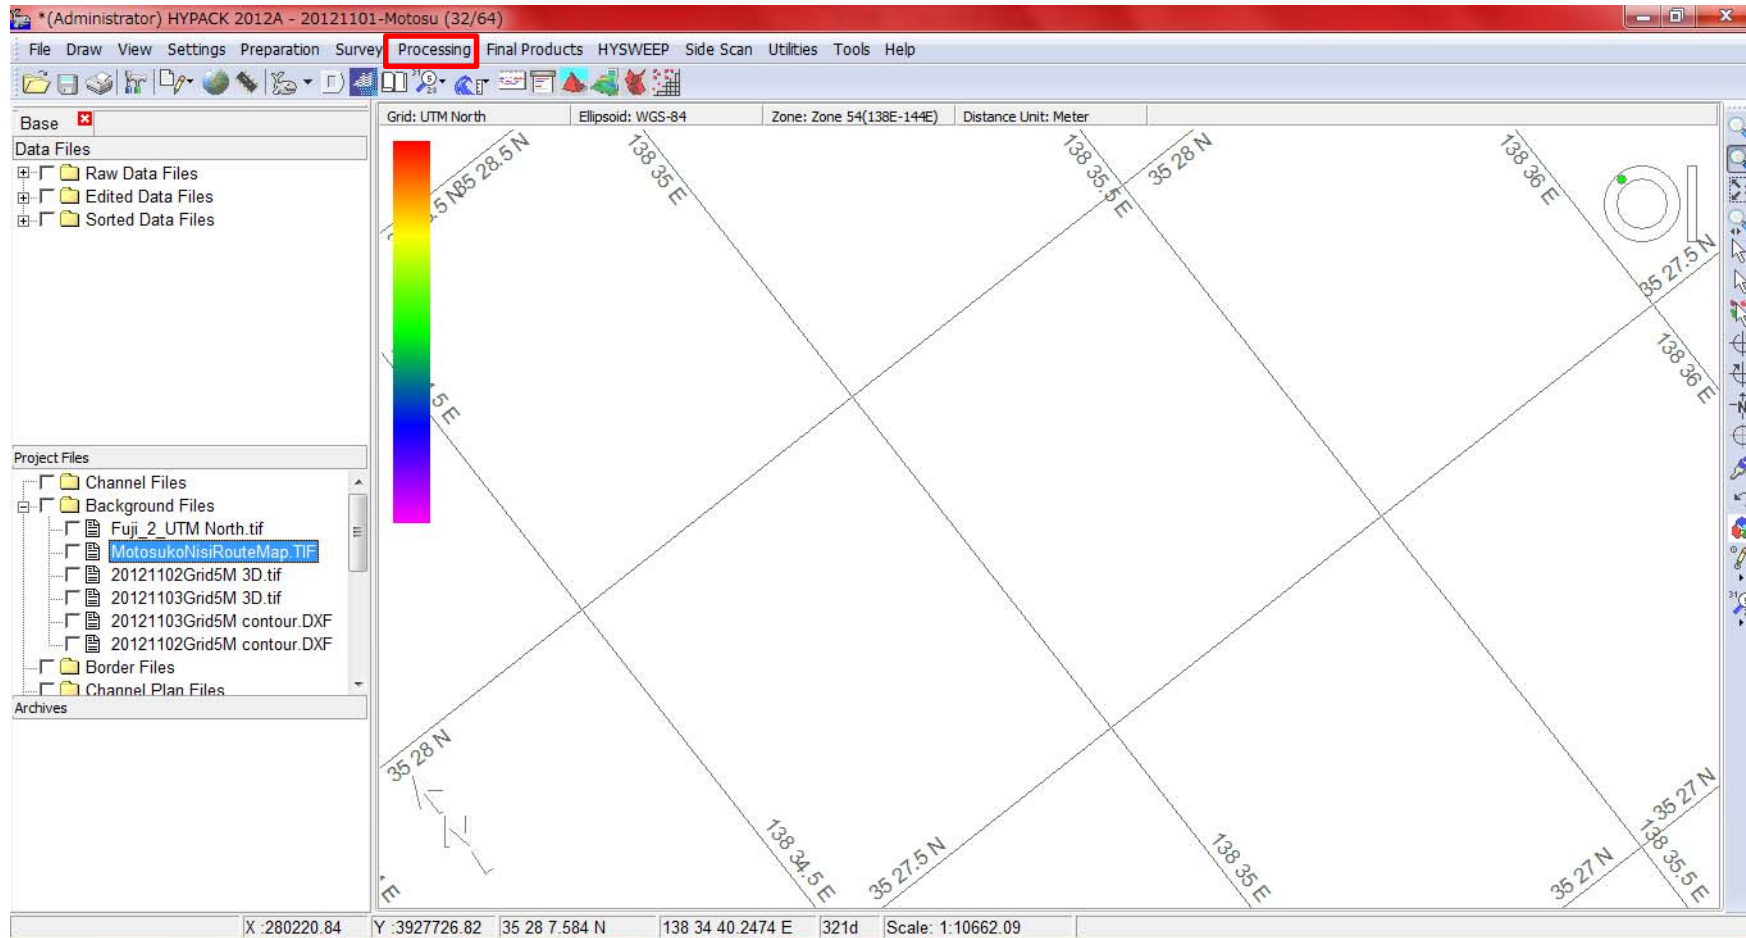 *(Administrator) HYPACK 2012A - 20121101-Motosu (32/64)
File Draw View Settings Preparation Survey Processing Final Products HYSWEEP Side Scan Utilities Tools Help
Base
Data Files
Raw Data Files
Edited Data Files
Sorted Data Files
Project Files
Channel Files
Background Files
Fuji_2_UTM North.tif
MotosukoNisiRouteMap.TIF
20121102Grid5M 3D.tif
20121103Grid5M 3D.tif
20121103Grid5M contour.DXF
20121102Grid5M contour.DXF
Border Files
Channel Plan Files
Archives
Grid: UTM North Ellipsoid: WGS-84 Zone: Zone 54(138E-144E) Distance Unit: Meter
35 28.5 N
138 35 E
138 35.5 E
35 28 N
138 36 E
35 27.5 N
138 36 E
5 E
35 28 N
N
138 34.5 E
35 27.5 N
138 35 E
35 27 N
35 27 N
138 35.5 E
X :280220.84 Y :3927726.82 35 28 7.584 N 138 34 40.2474 E 321d Scale: 1:10662.09